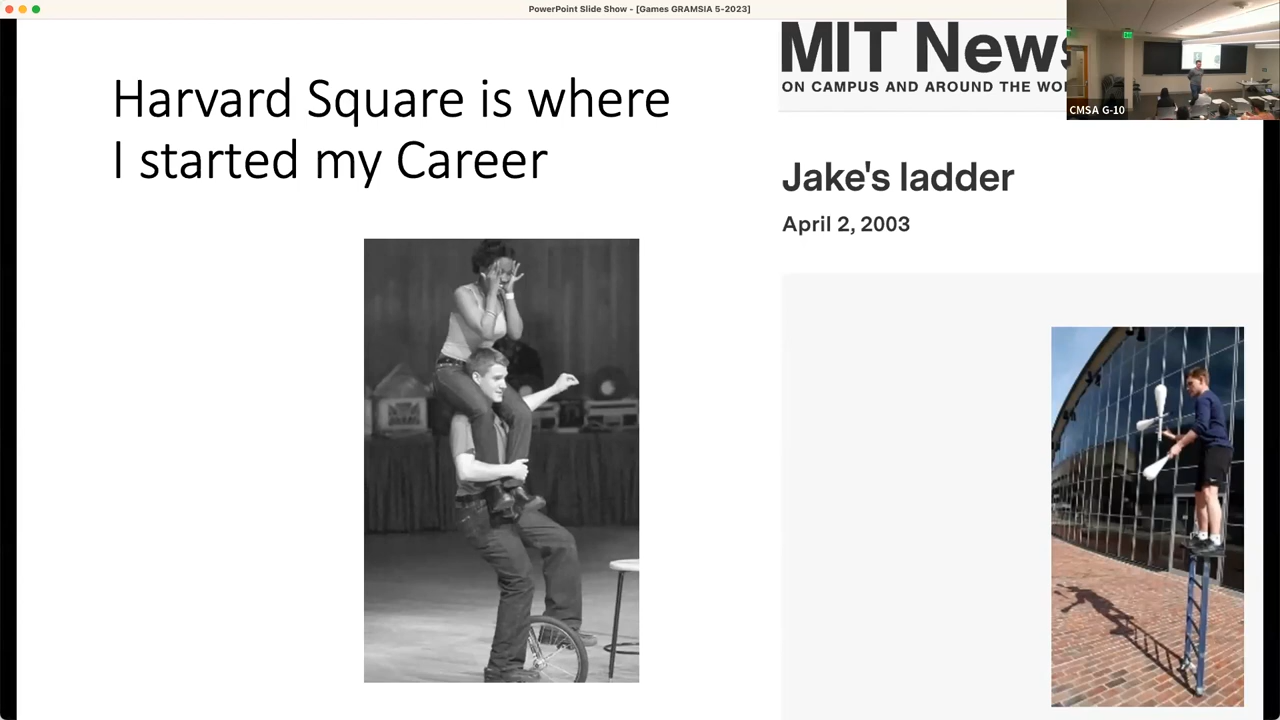 PowerPoint Slide Show - [Games GRAMSIA 5-2023]
Harvard Square is where
I started my Career
MIT News
ON CAMPUS AND AROUND THE WO
Jake's ladder
April 2, 2003
CMSA G-10